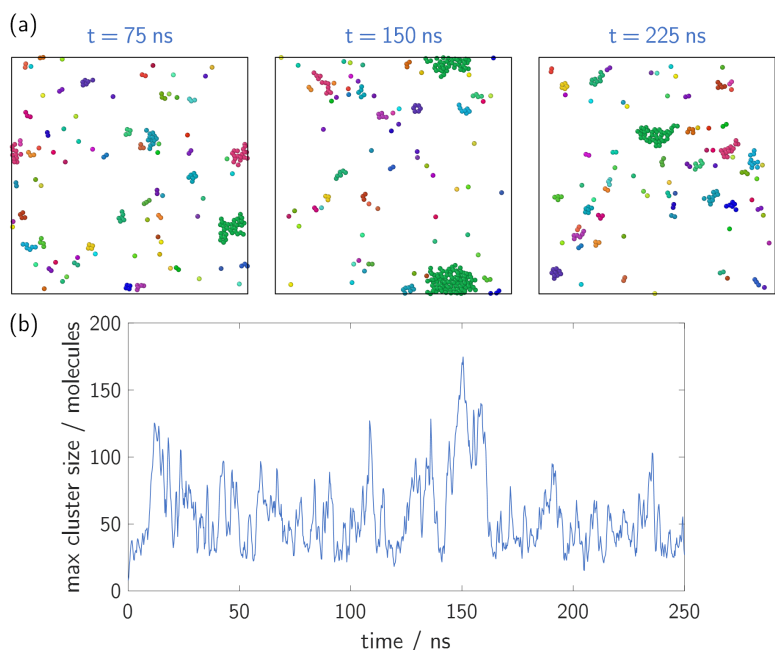 (a)
t = 75 ns
t = 150 ns
t = 225 ns
(b)
200
150
100
50
0
max cluster size / molecules
0
50
100
150
200
250
time / ns